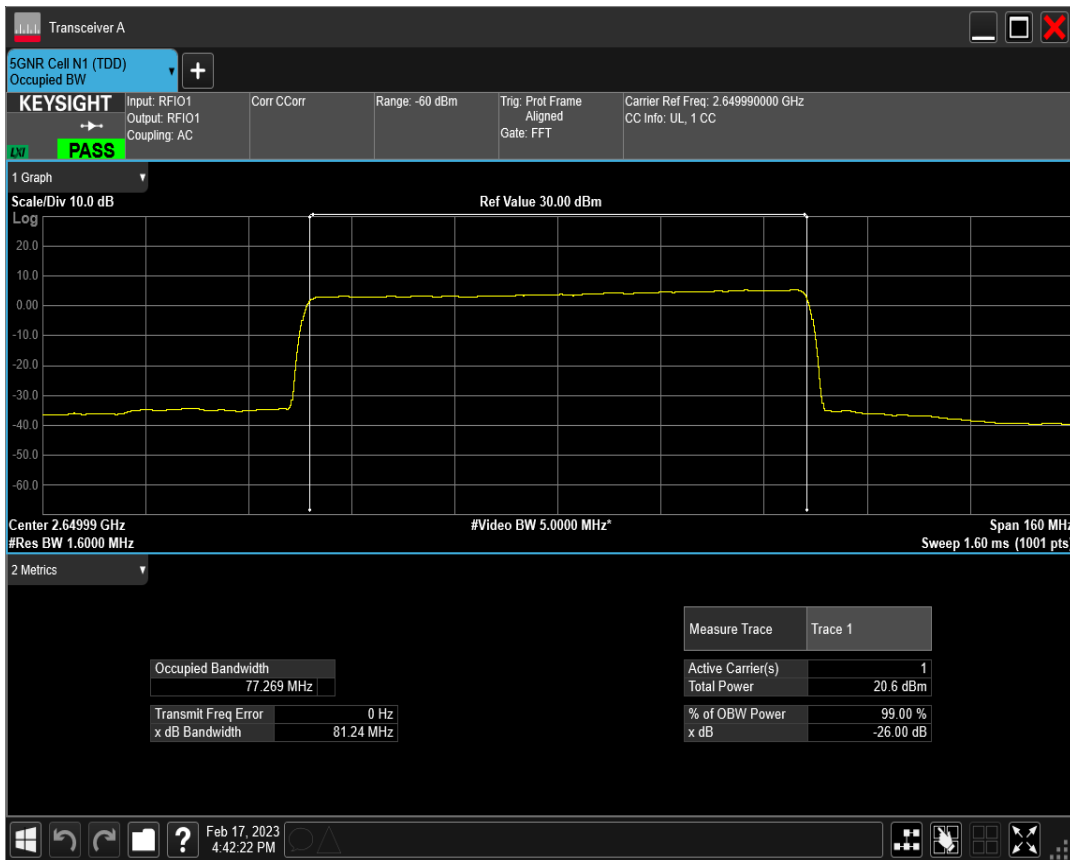 Transceiver A
5GNR Cell N1 (TDD)
Occupied BW
+
KEYSIGHT
LXI
PASS
Input: RFIO1
Output: RFIO1
Coupling: AC
Corr CCorr
Range: -60 dBm
Trig: Prot Frame
Aligned
Gate: FFT
Carrier Ref Freq: 2.649990000 GHz
CC Info: UL, 1 CC
1 Graph
Scale/Div 10.0 dB
Ref Value 30.00 dBm
Log
20.0
10.0
0.00
-10.0
-20.0
-30.0
-40.0
-50.0
-60.0
Center 2.64999 GHz
#Video BW 5.0000 MHz*
Span 160 MHz
#Res BW 1.6000 MHz
Sweep 1.60 ms (1001 pts)
2 Metrics
Measure Trace
Trace 1
Occupied Bandwidth
77.269 MHz
Active Carrier(s)
1
Total Power
20.6 dBm
Transmit Freq Error
0 Hz
x dB Bandwidth
81.24 MHz
% of OBW Power
99.00 %
x dB
-26.00 dB
?
Feb 17, 2023
4:42:22 PM